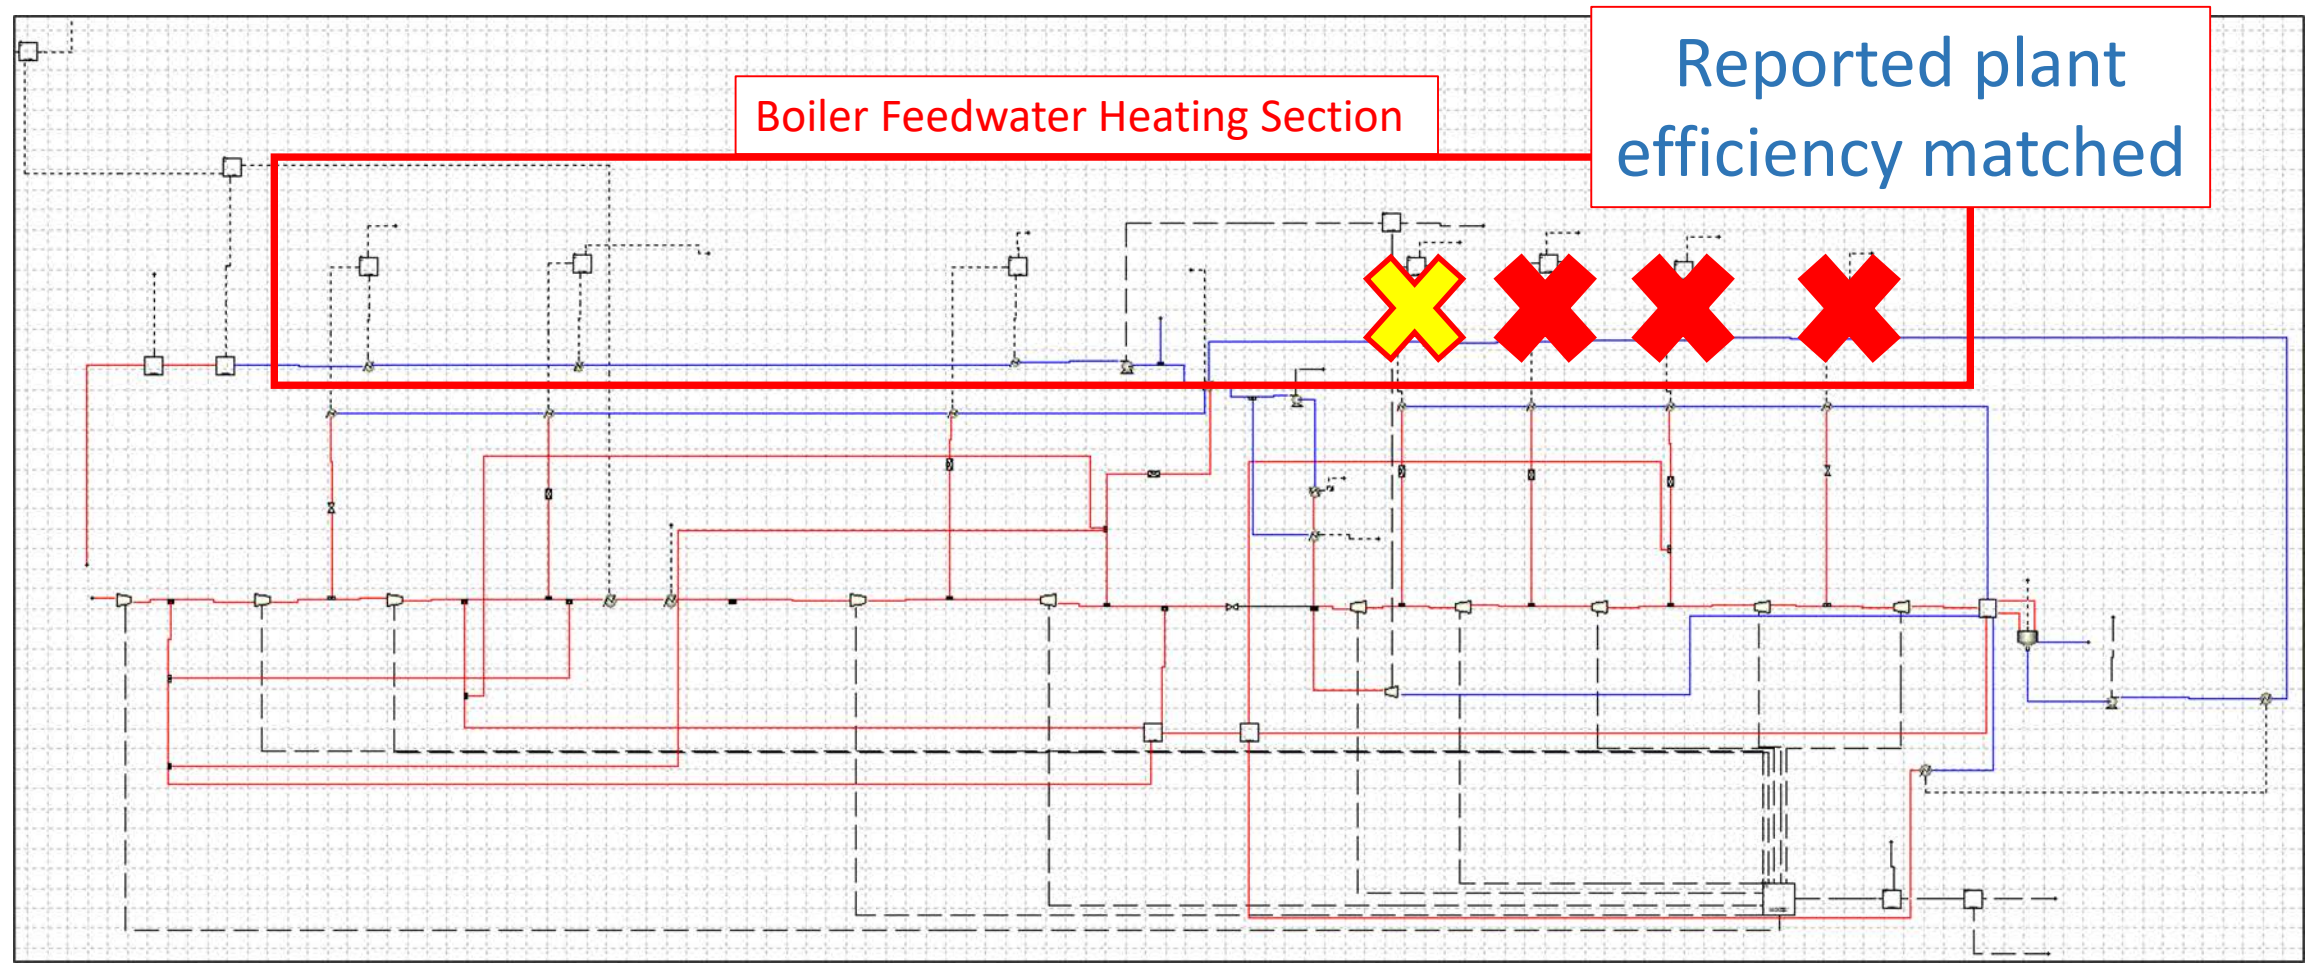 Reported plant
efficiency matched
Boiler Feedwater Heating Section